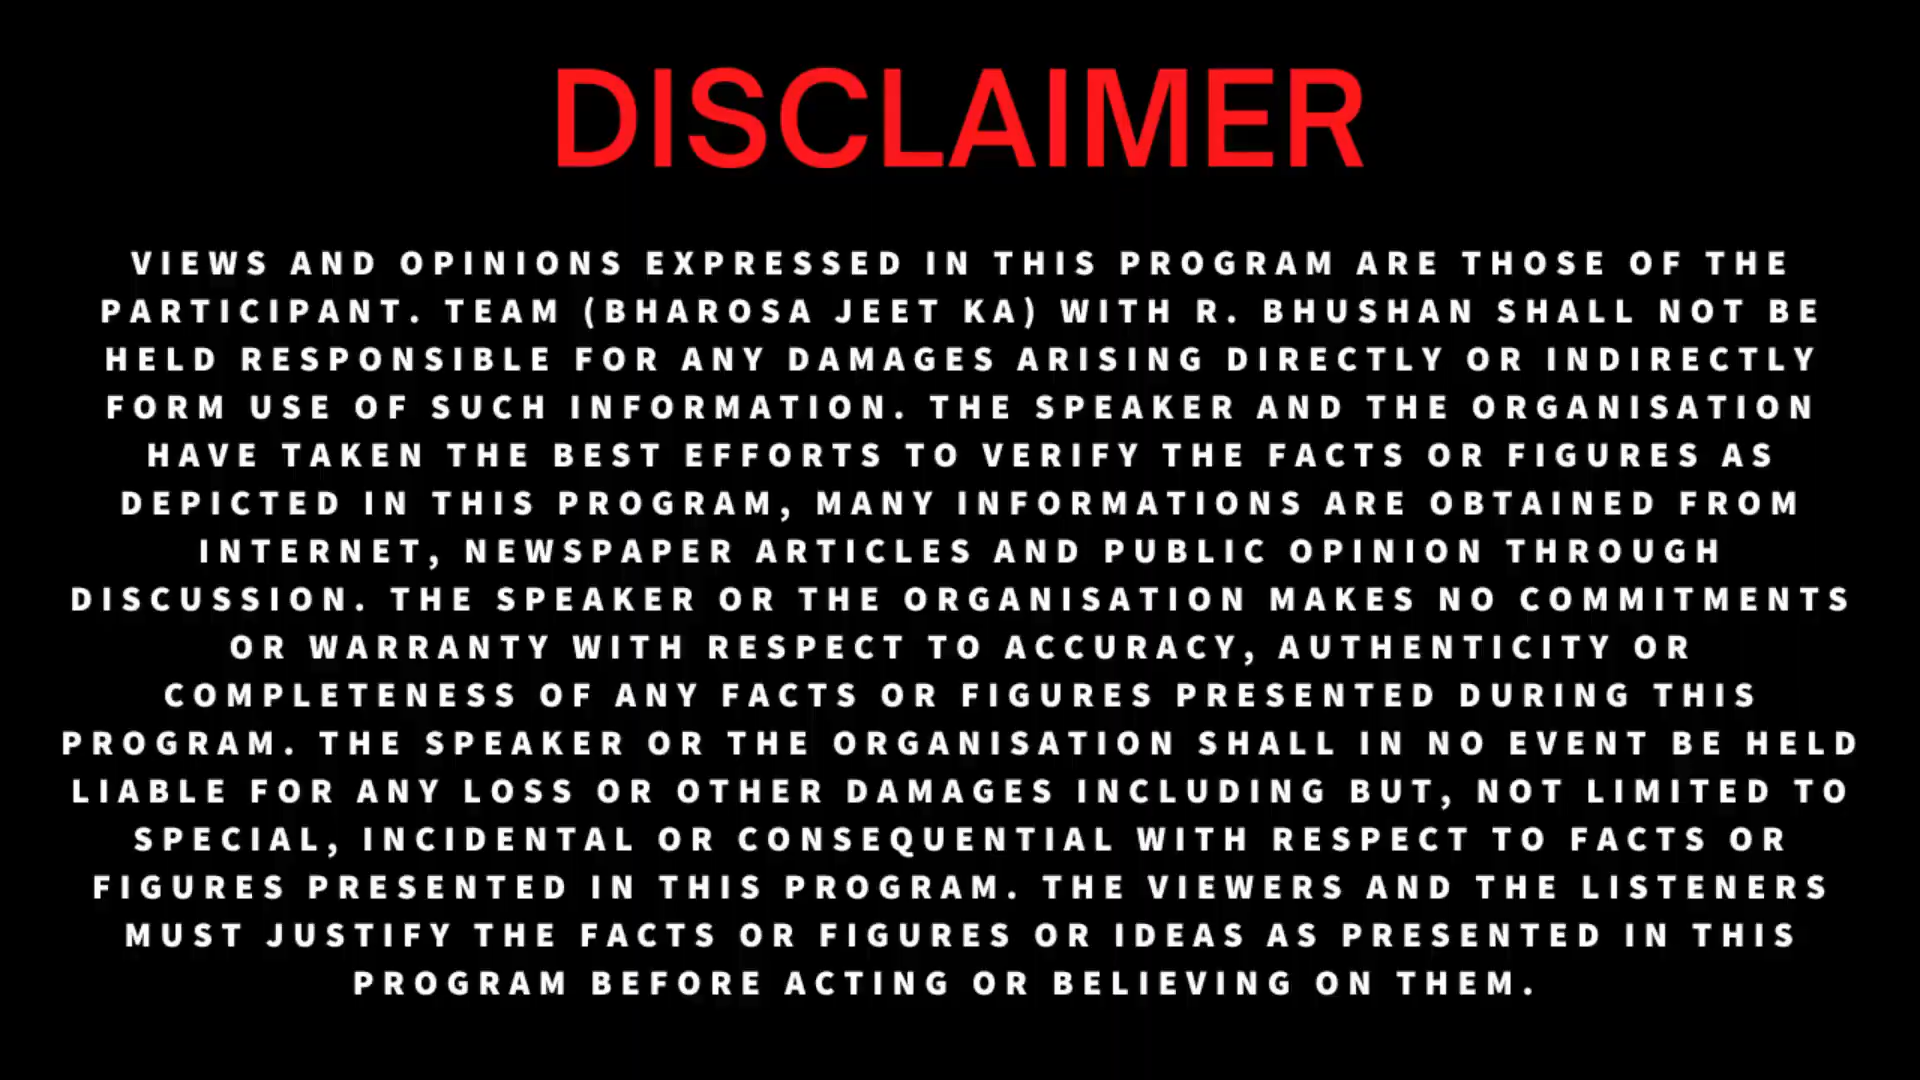 DISCLAIMER
VIEWS AND OPINIONS EXPRESSED IN THIS PROGRAM ARE THOSE OF THE
PARTICIPANT. TEAM (BHAROSA JEET KA) WITH R. BHUSHAN SHALL NOT BE
HELD RESPONSIBLE FOR ANY DAMAGES ARISING DIRECTLY OR INDIRECTLY
FORM USE OF SUCH INFORMATION. THE SPEAKER AND THE ORGANISATION
HAVE TAKEN THE BEST EFFORTS TO VERIFY THE FACTS OR FIGURES AS
DEPICTED IN THIS PROGRAM, MANY INFORMATIONS ARE OBTAINED FROM
INTERNET, NEWSPAPER ARTICLES AND PUBLIC OPINION THROUGH
DISCUSSION. THE SPEAKER OR THE ORGANISATION MAKES NO COMMITMENTS
OR WARRANTY WITH RESPECT TO ACCURACY, AUTHENTICITY OR
COMPLETENESS OF ANY FACTS OR FIGURES PRESENTED DURING THIS
PROGRAM. THE SPEAKER OR THE ORGANISATION SHALL IN NO EVENT BE HELD
LIABLE FOR ANY LOSS OR OTHER DAMAGES INCLUDING BUT, NOT LIMITED TO
SPECIAL, INCIDENTAL OR CONSEQUENTIAL WITH RESPECT TO FACTS OR
FIGURES PRESENTED IN THIS PROGRAM. THE VIEWERS AND THE LISTENERS
MUST JUSTIFY THE FACTS OR FIGURES OR IDEAS AS PRESENTED IN THIS
PROGRAM BEFORE ACTING OR BELIEVING ON THEM.